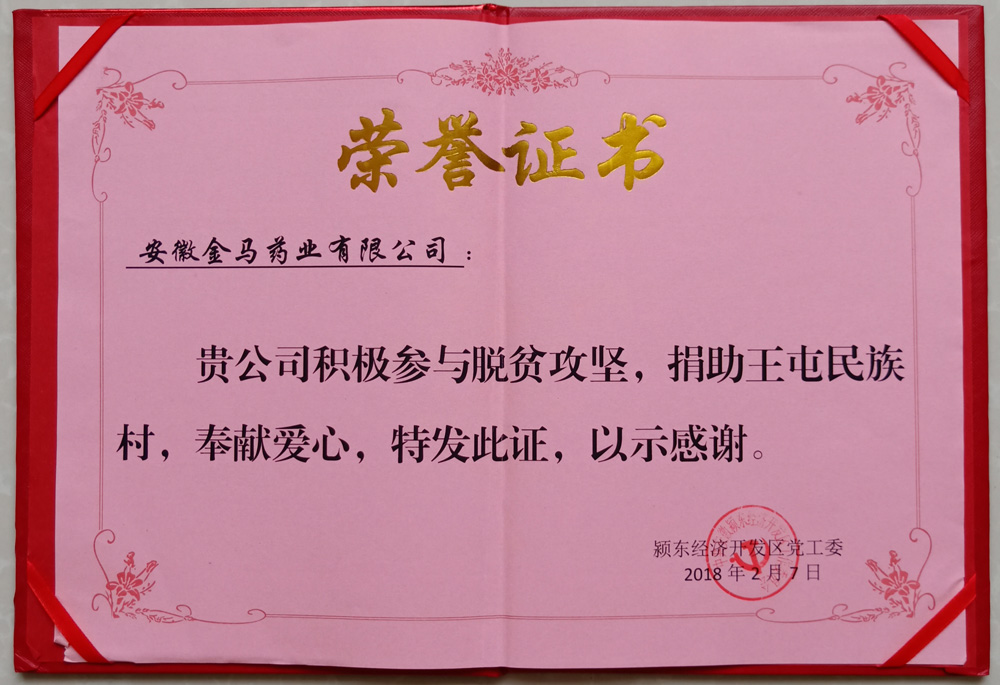 荣誉证书
安徽金马药业有限公司：
贵公司积极参与脱贫攻坚，捐助王屯民族
村，奉献爱心，特发此证，以示感谢。
颍东经济开发区党工委
2018年2月7日